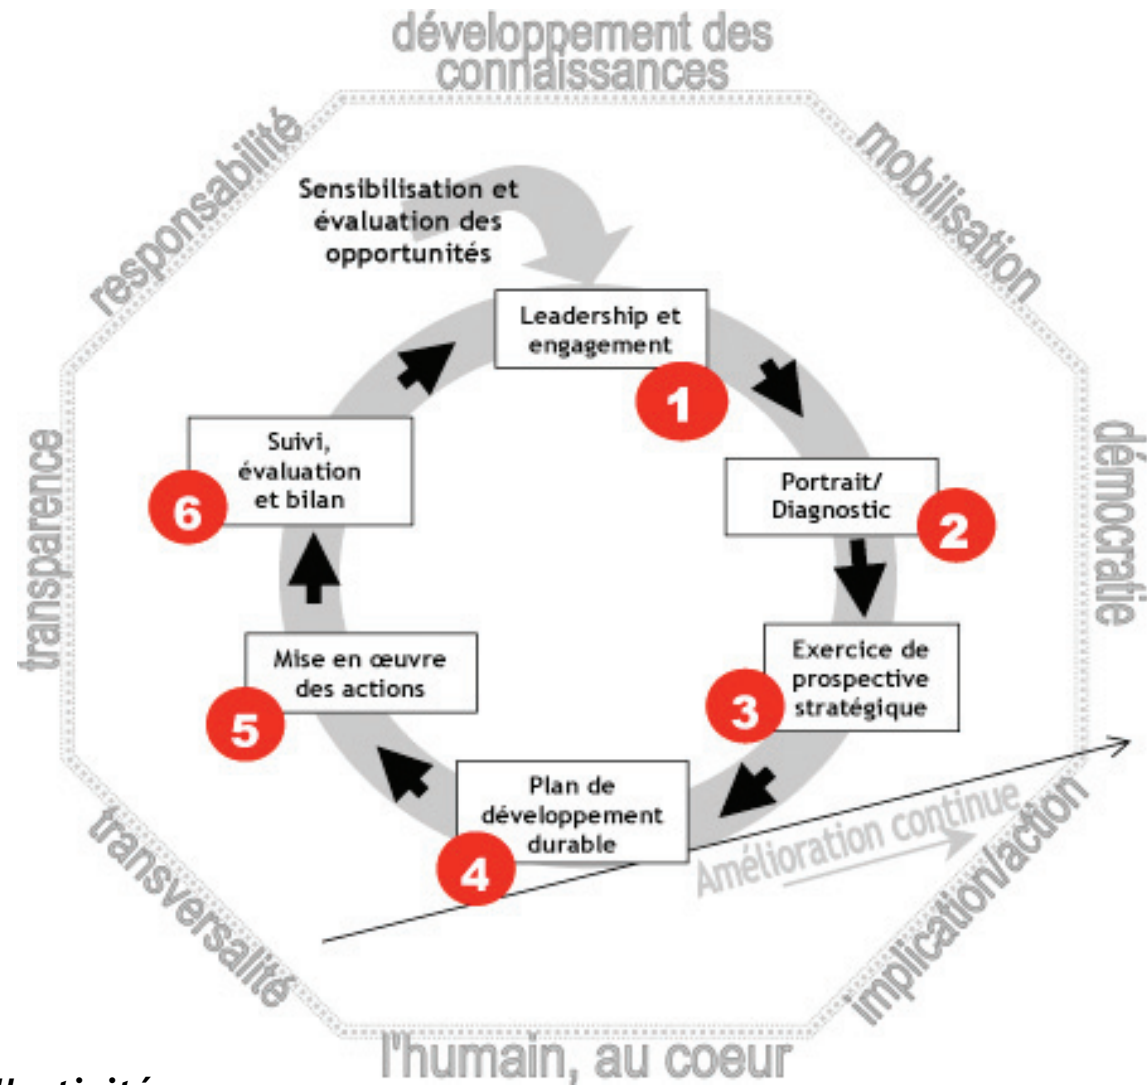 développement des
connaissances
responsabilité
mobilisation
Sensibilisation et
évaluation des
opportunités
Leadership et
engagement
1
Portrait/
Diagnostic
2
Exercice de
prospective
stratégique
3
Plan de
développement
durable
4
Mise en œuvre
des actions
5
Suivi,
évaluation
et bilan
6
transparence
démocratie
Amélioration continue
transversalité
implication/action
l'humain, au coeur